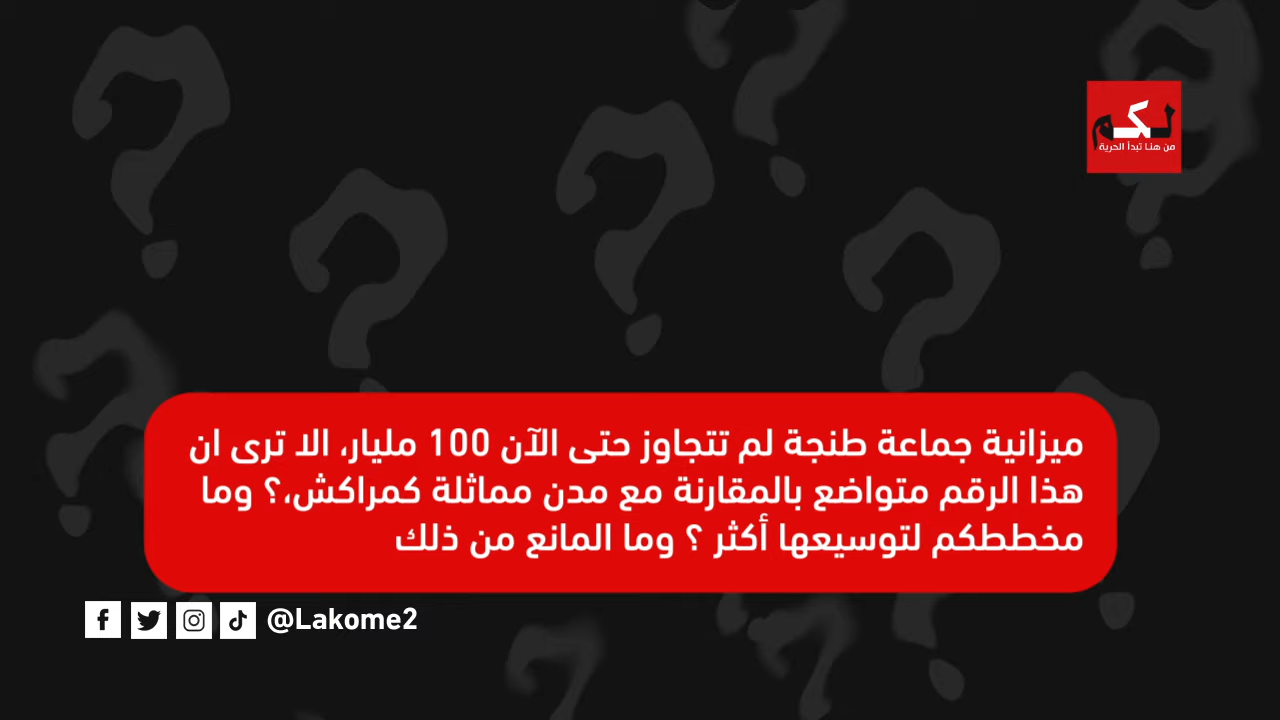 لكم
من هنا تبدأ الحرية
ميزانية جماعة طنجة لم تتجاوز حتى الآن 100 مليار، الا ترى ان
هذا الرقم متواضع بالمقارنة مع مدن مماثلة كمراكش،؟ وما
مخططكم لتوسيعها أكثر ؟ وما المانع من ذلك
@Lakome2